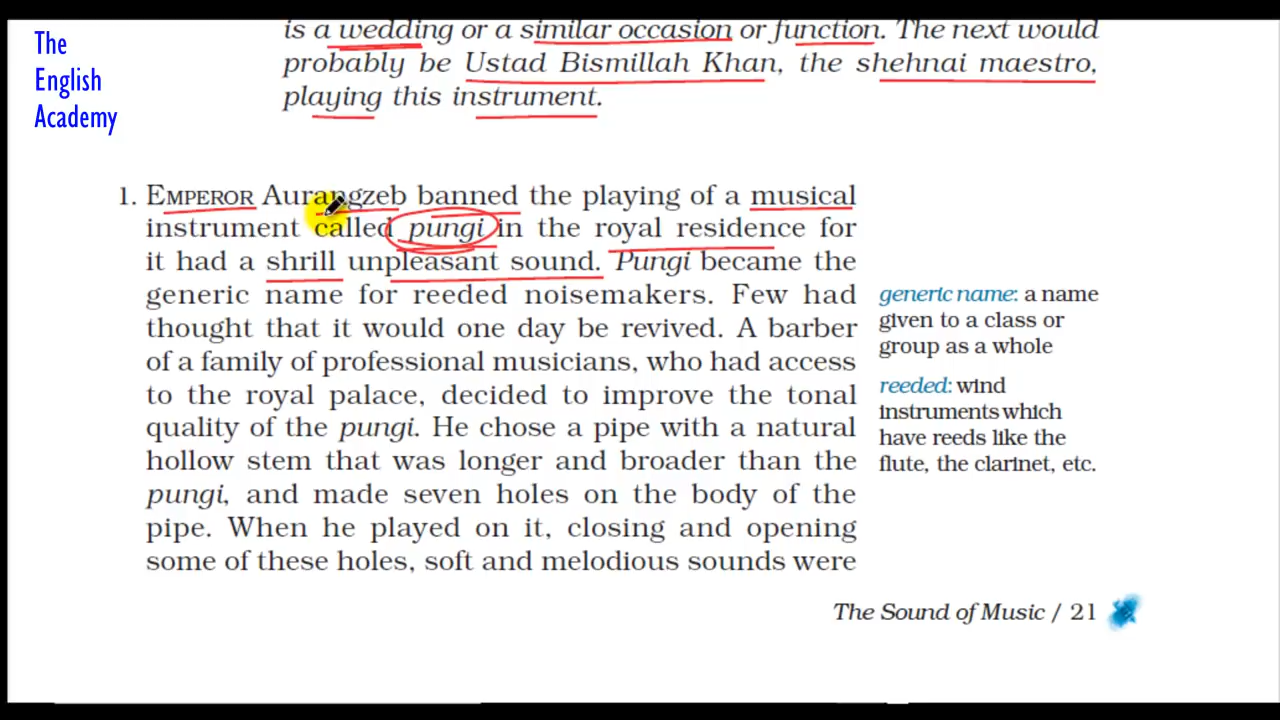 The
English
Academy
is a wedding or a similar occasion or function. The next would
probably be Ustad Bismillah Khan, the shehnai maestro,
playing this instrument.
1. EMPEROR Aurangzeb banned the playing of a musical
instrument called pungi in the royal residence for
it had a shrill unpleasant sound. Pungi became the
generic name for reeded noisemakers. Few had
thought that it would one day be revived. A barber
of a family of professional musicians, who had access
to the royal palace, decided to improve the tonal
quality of the pungi. He chose a pipe with a natural
hollow stem that was longer and broader than the
pungi, and made seven holes on the body of the
pipe. When he played on it, closing and opening
some of these holes, soft and melodious sounds were
generic name: a name
given to a class or
group as a whole
reeded: wind
instruments which
have reeds like the
flute, the clarinet, etc.
The Sound of Music / 21